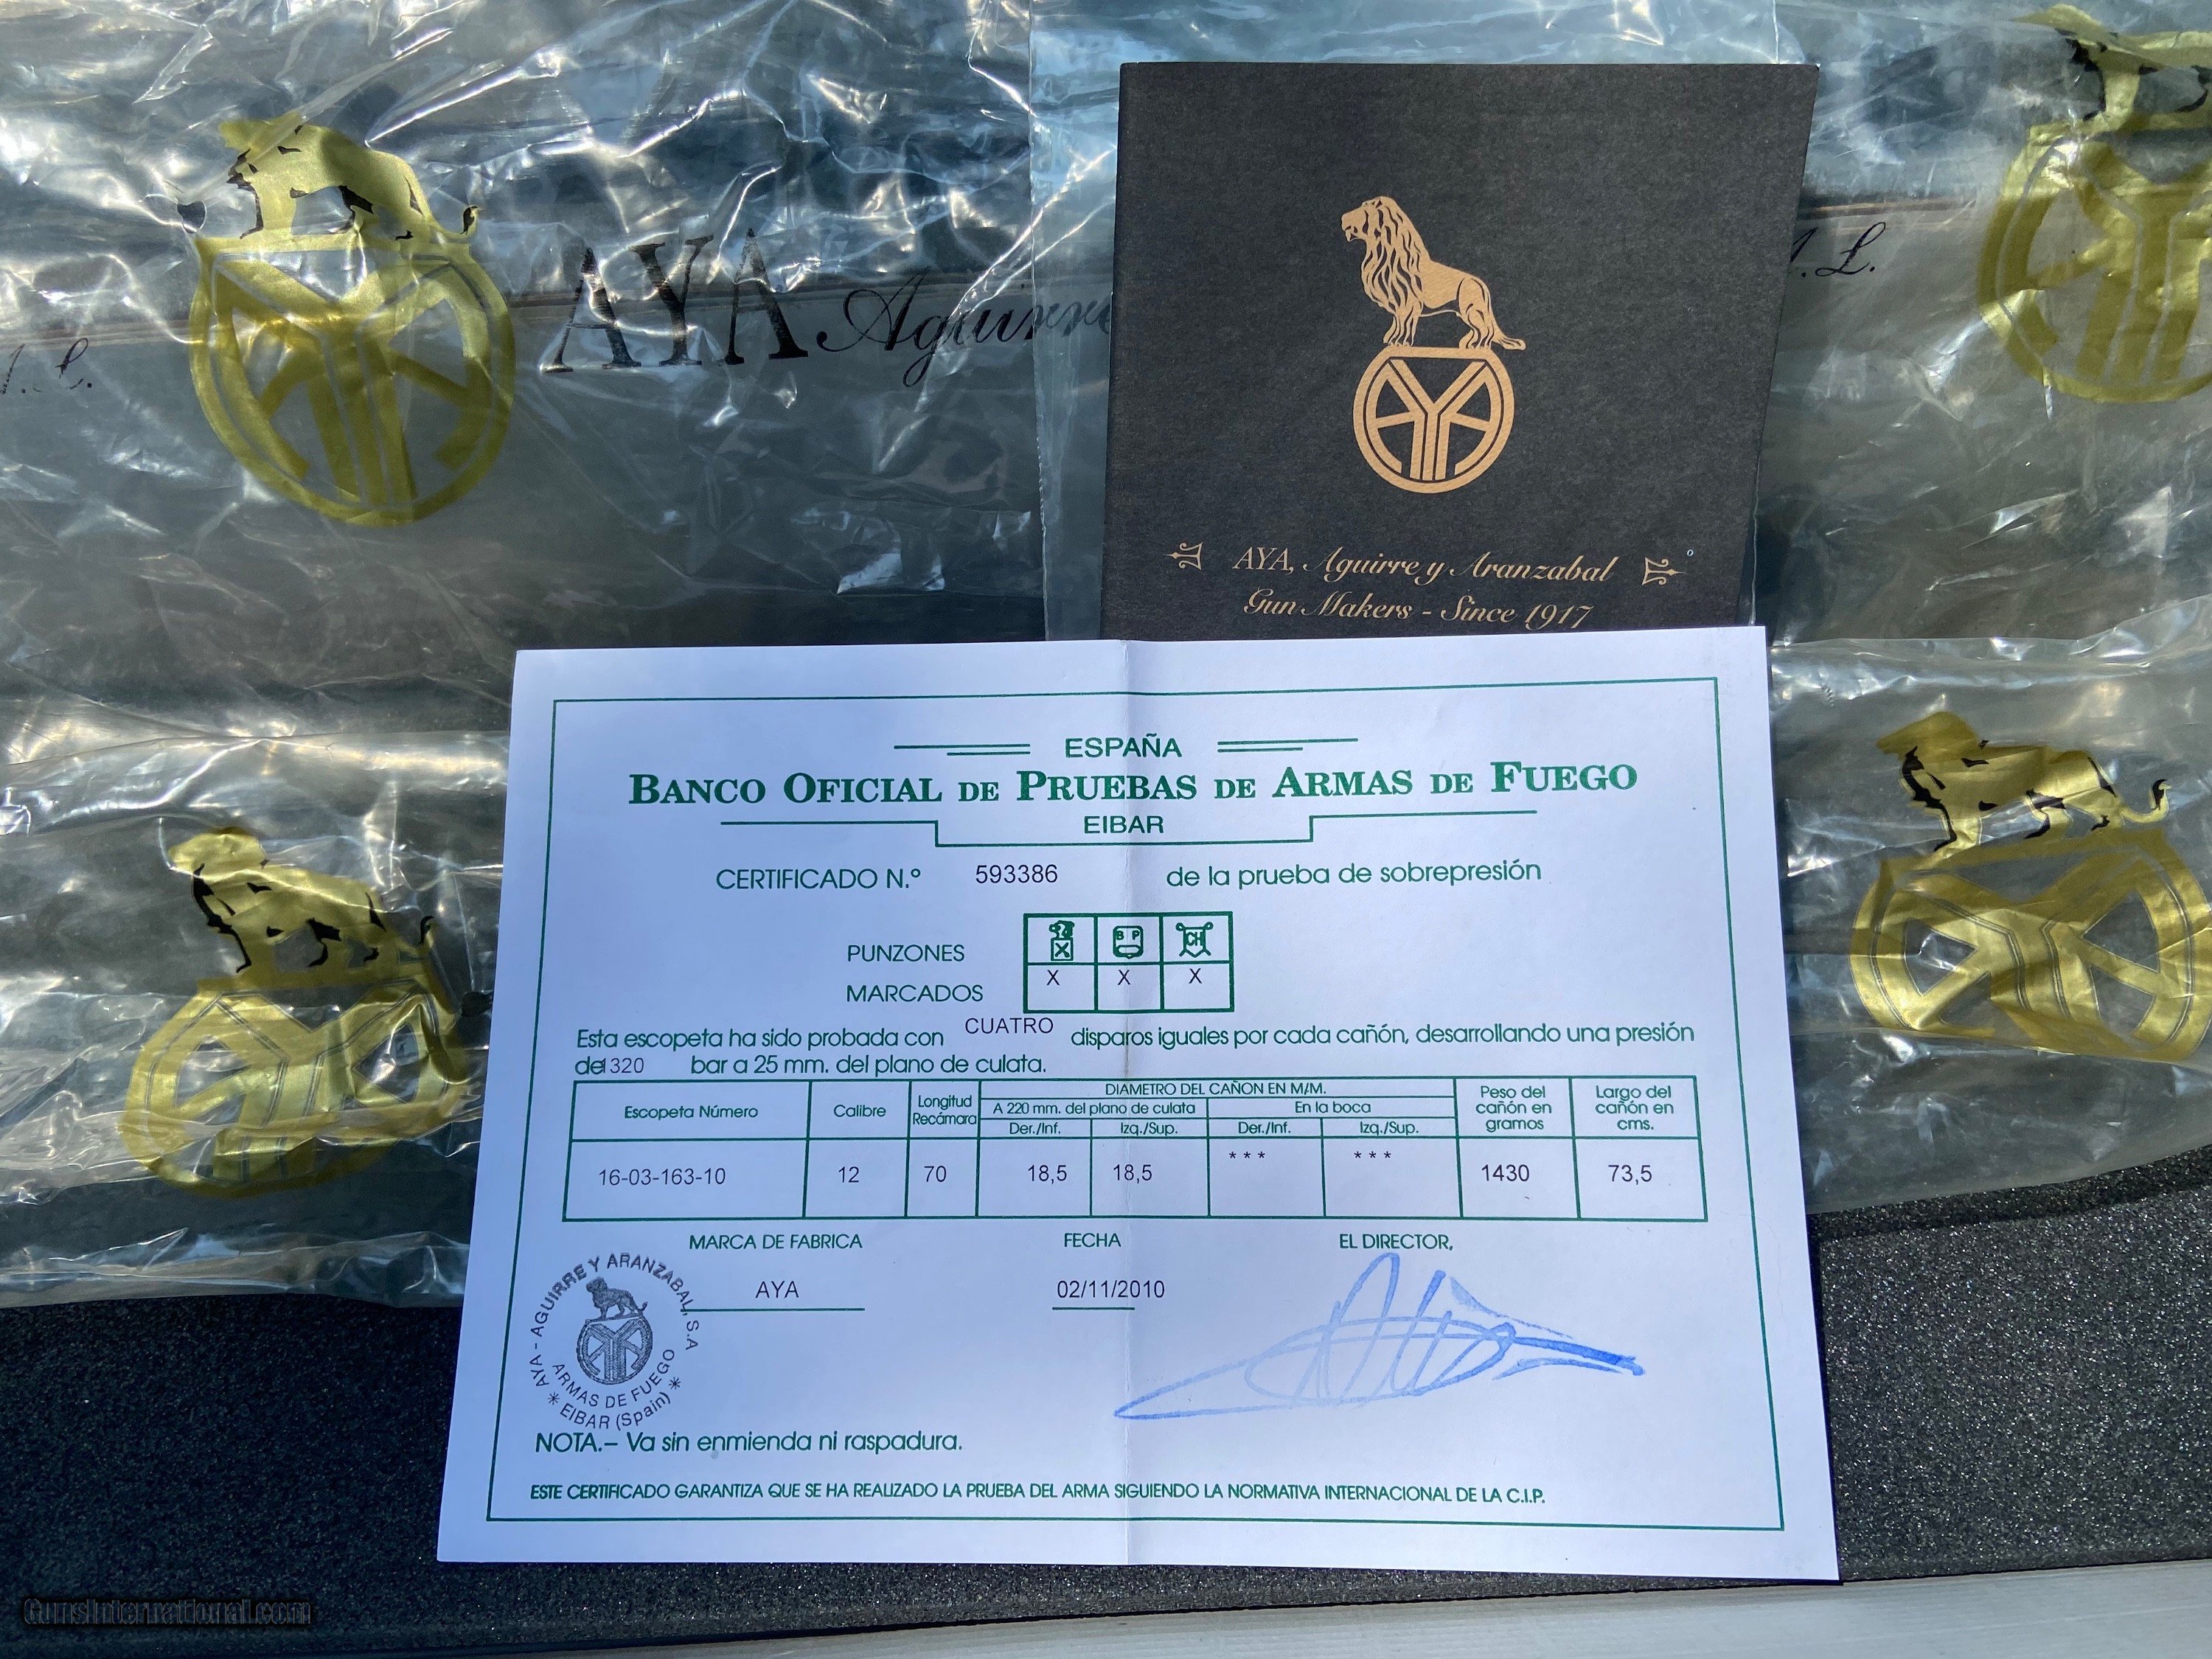 AYA Aguirre
.L.
AYA
AYA, Aguirre y Aranzabal
Gun Makers - Since 1917
ESPAÑA
BANCO OFICIAL DE PRUEBAS DE ARMAS DE FUEGO
EIBAR
CERTIFICADO N.º 593386 de la prueba de sobrepresión
PUNZONES B P CH
MARCADOS X X X
Esta escopeta ha sido probada con CUATRO disparos iguales por cada cañón, desarrollando una presión
de 1320 bar a 25 mm. del plano de culata.
Escopeta Número Calibre Longitud Recámara DIAMETRO DEL CAÑON EN M/M. Peso del cañón en gramos Largo del cañón en cms.
A 220 mm. del plano de culata En la boca
Der./Inf. Izq./Sup. Der./Inf. Izq./Sup.
16-03-163-10 12 70 18,5 18,5 *** *** 1430 73,5
MARCA DE FABRICA FECHA EL DIRECTOR,
AYA 02/11/2010
AYA - AGUIRRE Y ARANZABAL, S.A
ARMAS DE FUEGO
* EIBAR (Spain) *
NOTA.– Va sin enmienda ni raspadura.
ESTE CERTIFICADO GARANTIZA QUE SE HA REALIZADO LA PRUEBA DEL ARMA SIGUIENDO LA NORMATIVA INTERNACIONAL DE LA C.I.P.
GunsInternational.com